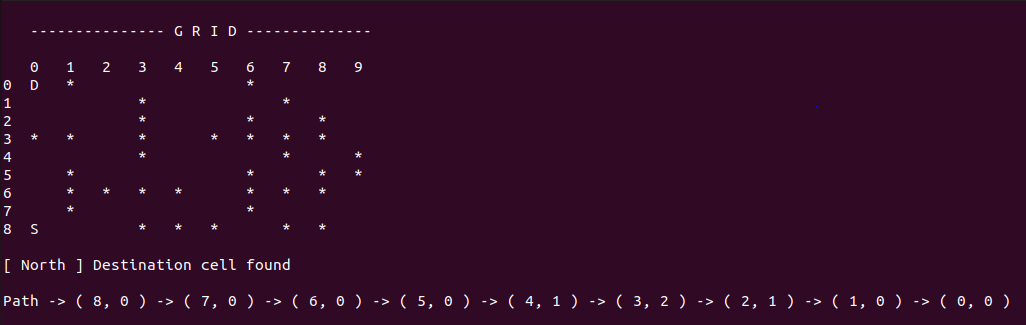 --------------- G R I D --------------
    0   1   2   3   4   5   6   7   8   9
0   D   *                   *
1               *               *
2               *           *       *
3   *   *       *       *   *   *   *
4               *               *       *
5       *                   *       *   *
6       *   *   *   *       *   *   *
7       *                   *
8   S           *   *   *       *   *
[ North ] Destination cell found
Path -> ( 8, 0 ) -> ( 7, 0 ) -> ( 6, 0 ) -> ( 5, 0 ) -> ( 4, 1 ) -> ( 3, 2 ) -> ( 2, 1 ) -> ( 1, 0 ) -> ( 0, 0 )